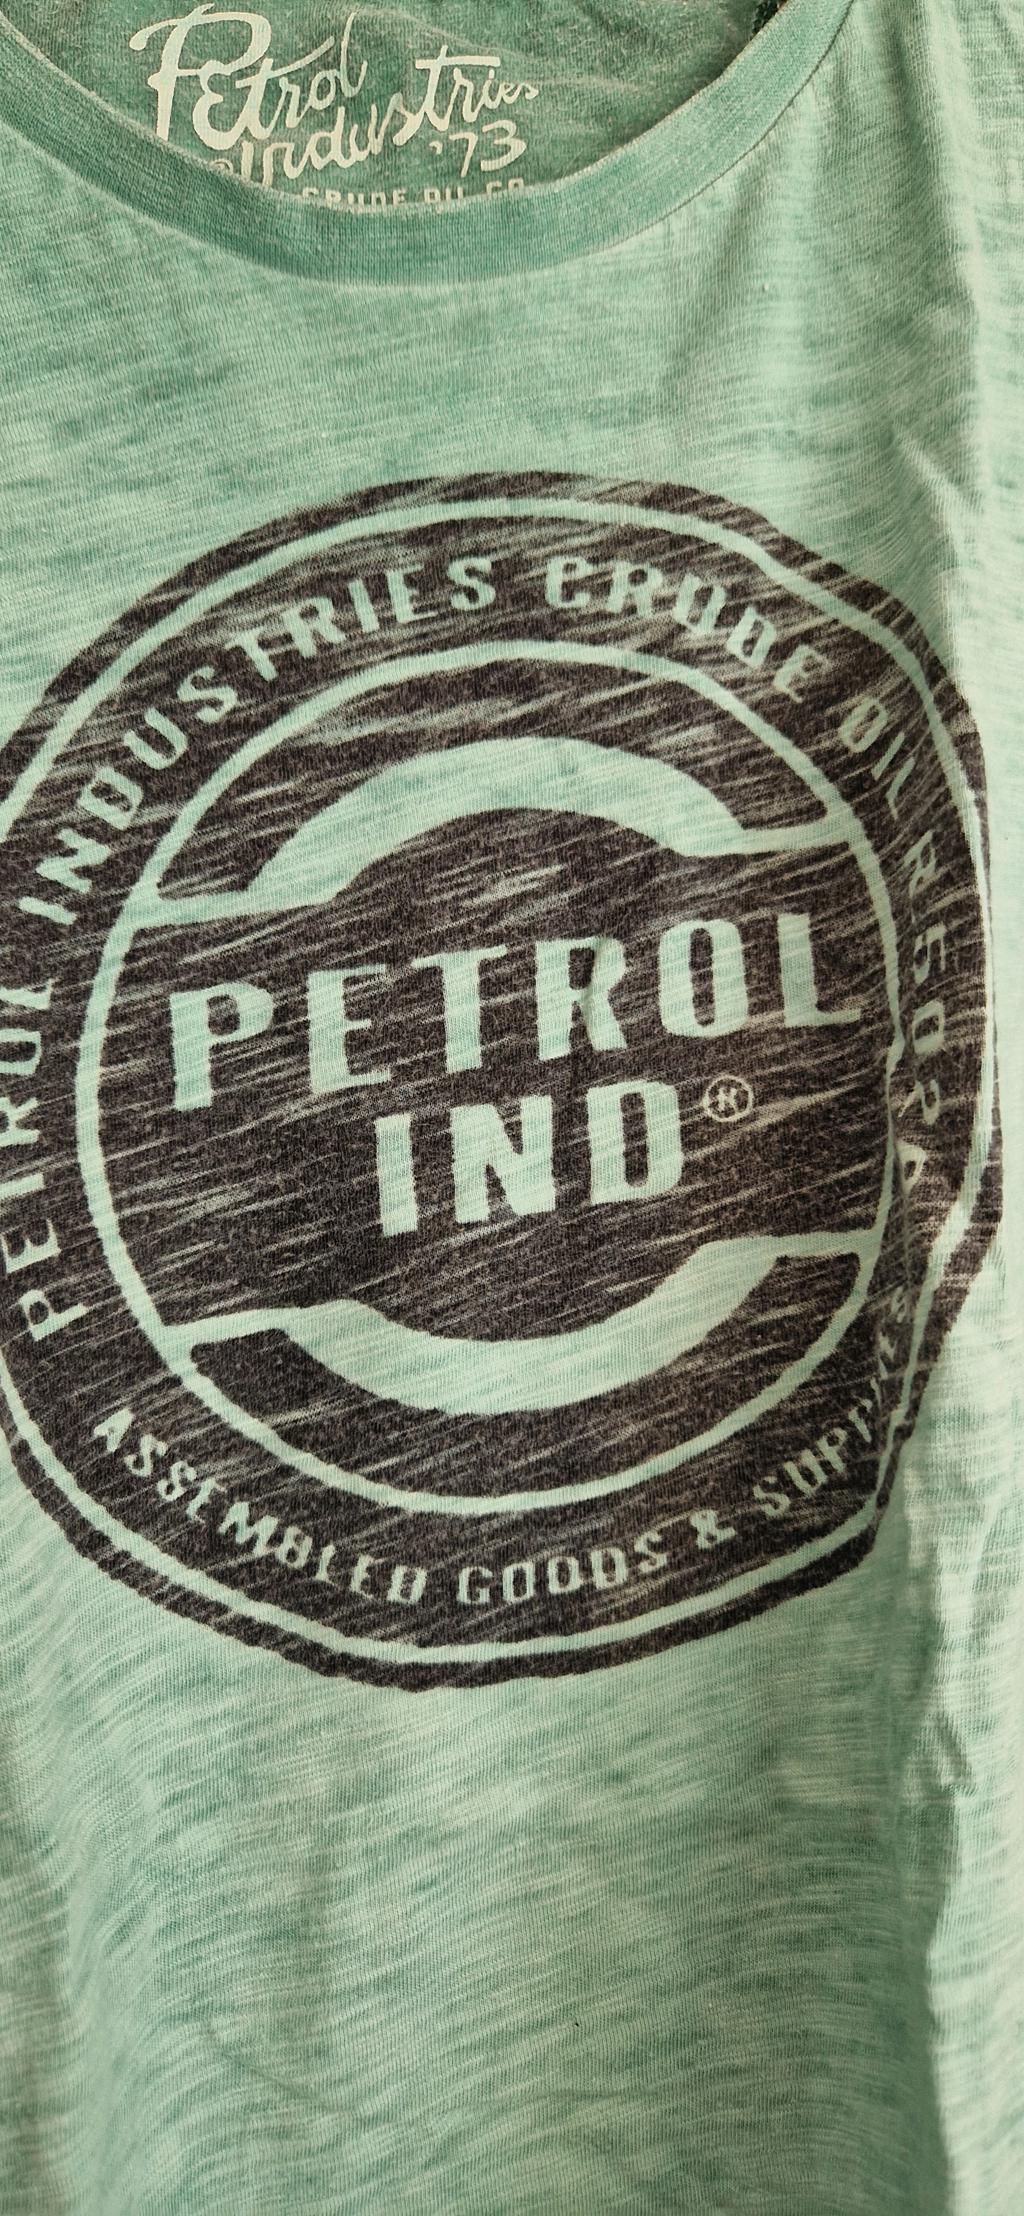 Petrol
Industries
'73
CRUDE OIL CO
PETROL INDUSTRIES CRUDE OIL
PETROL
IND®
ASSEMBLED GOODS &